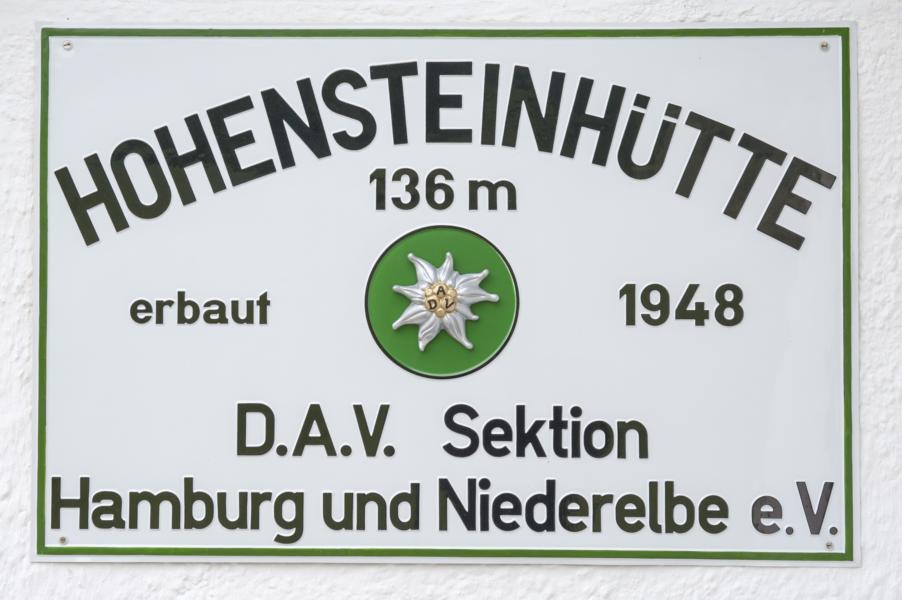 HOHENSTEINHÜTTE
136 m
A
D V
erbaut 1948
D.A.V. Sektion
Hamburg und Niederelbe e.V.